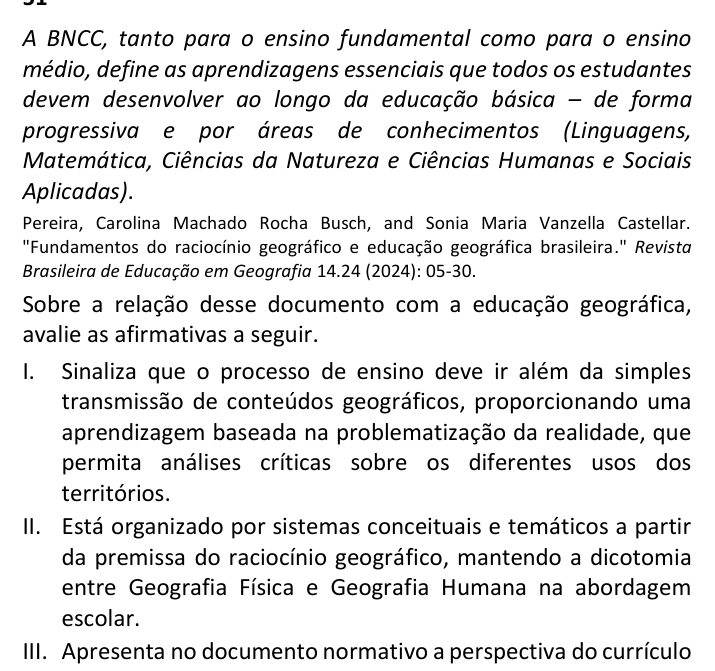 31
A BNCC, tanto para o ensino fundamental como para o ensino
médio, define as aprendizagens essenciais que todos os estudantes
devem desenvolver ao longo da educação básica – de forma
progressiva e por áreas de conhecimentos (Linguagens,
Matemática, Ciências da Natureza e Ciências Humanas e Sociais
Aplicadas).
Pereira, Carolina Machado Rocha Busch, and Sonia Maria Vanzella Castellar.
"Fundamentos do raciocínio geográfico e educação geográfica brasileira." Revista
Brasileira de Educação em Geografia 14.24 (2024): 05-30.
Sobre a relação desse documento com a educação geográfica,
avalie as afirmativas a seguir.
I. Sinaliza que o processo de ensino deve ir além da simples
transmissão de conteúdos geográficos, proporcionando uma
aprendizagem baseada na problematização da realidade, que
permita análises críticas sobre os diferentes usos dos
territórios.
II. Está organizado por sistemas conceituais e temáticos a partir
da premissa do raciocínio geográfico, mantendo a dicotomia
entre Geografia Física e Geografia Humana na abordagem
escolar.
III. Apresenta no documento normativo a perspectiva do currículo